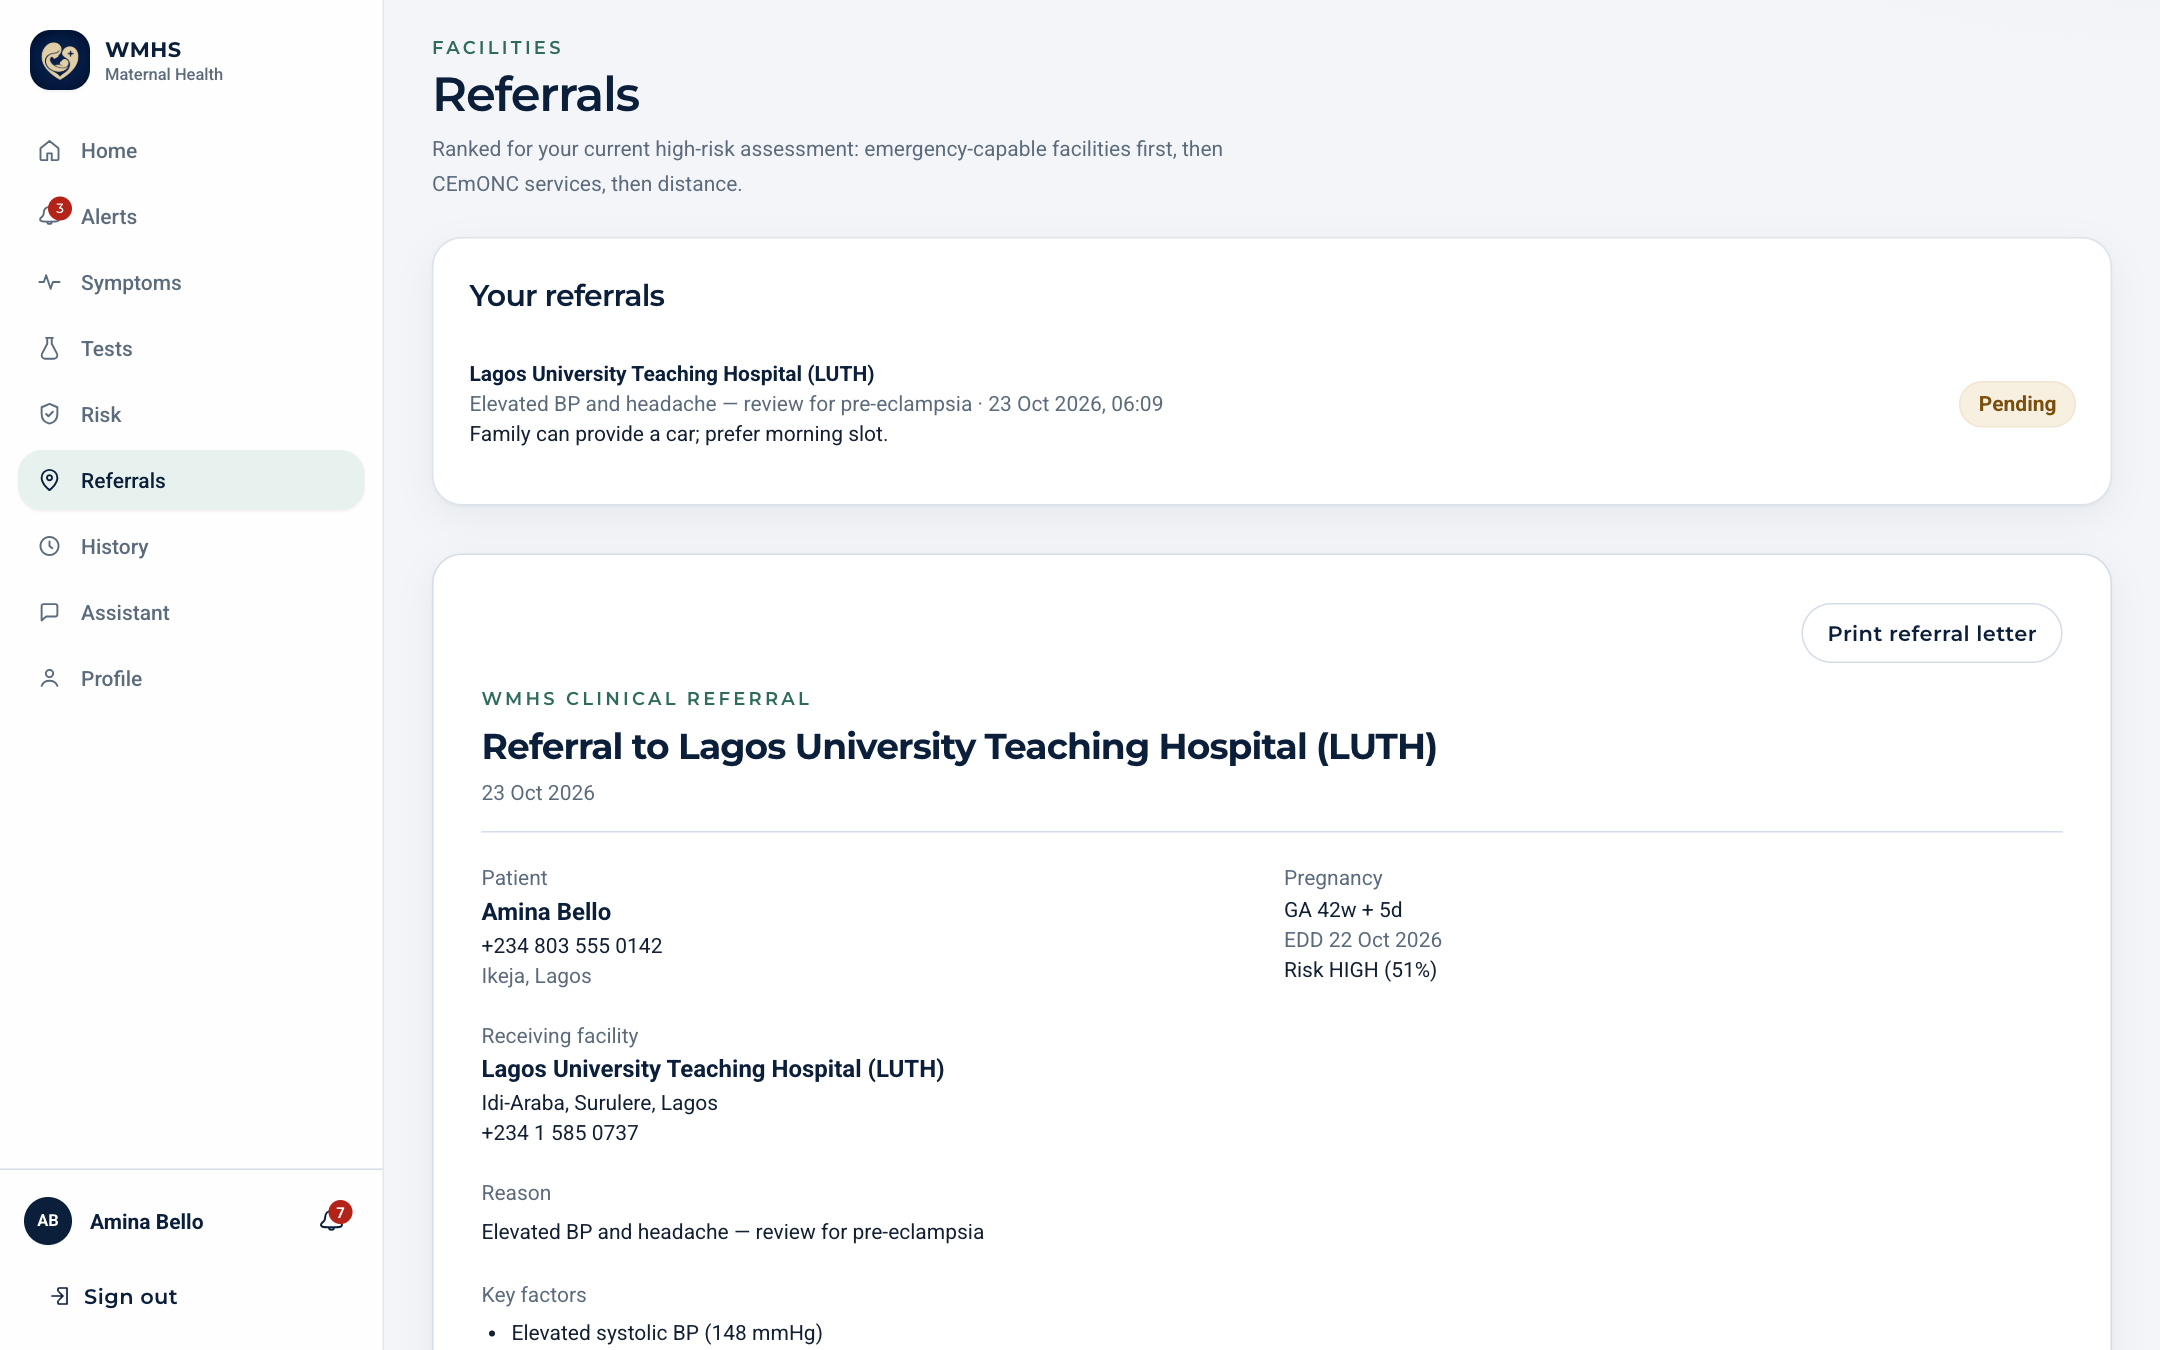 WMHS
Maternal Health
Home
3
Alerts
Symptoms
Tests
Risk
Referrals
History
Assistant
Profile
AB
Amina Bello
7
Sign out
FACILITIES
Referrals
Ranked for your current high-risk assessment: emergency-capable facilities first, then
CEmONC services, then distance.
Your referrals
Lagos University Teaching Hospital (LUTH)
Elevated BP and headache — review for pre-eclampsia · 23 Oct 2026, 06:09
Family can provide a car; prefer morning slot.
Pending
Print referral letter
WMHS CLINICAL REFERRAL
Referral to Lagos University Teaching Hospital (LUTH)
23 Oct 2026
Patient
Amina Bello
+234 803 555 0142
Ikeja, Lagos
Pregnancy
GA 42w + 5d
EDD 22 Oct 2026
Risk HIGH (51%)
Receiving facility
Lagos University Teaching Hospital (LUTH)
Idi-Araba, Surulere, Lagos
+234 1 585 0737
Reason
Elevated BP and headache — review for pre-eclampsia
Key factors
• Elevated systolic BP (148 mmHg)